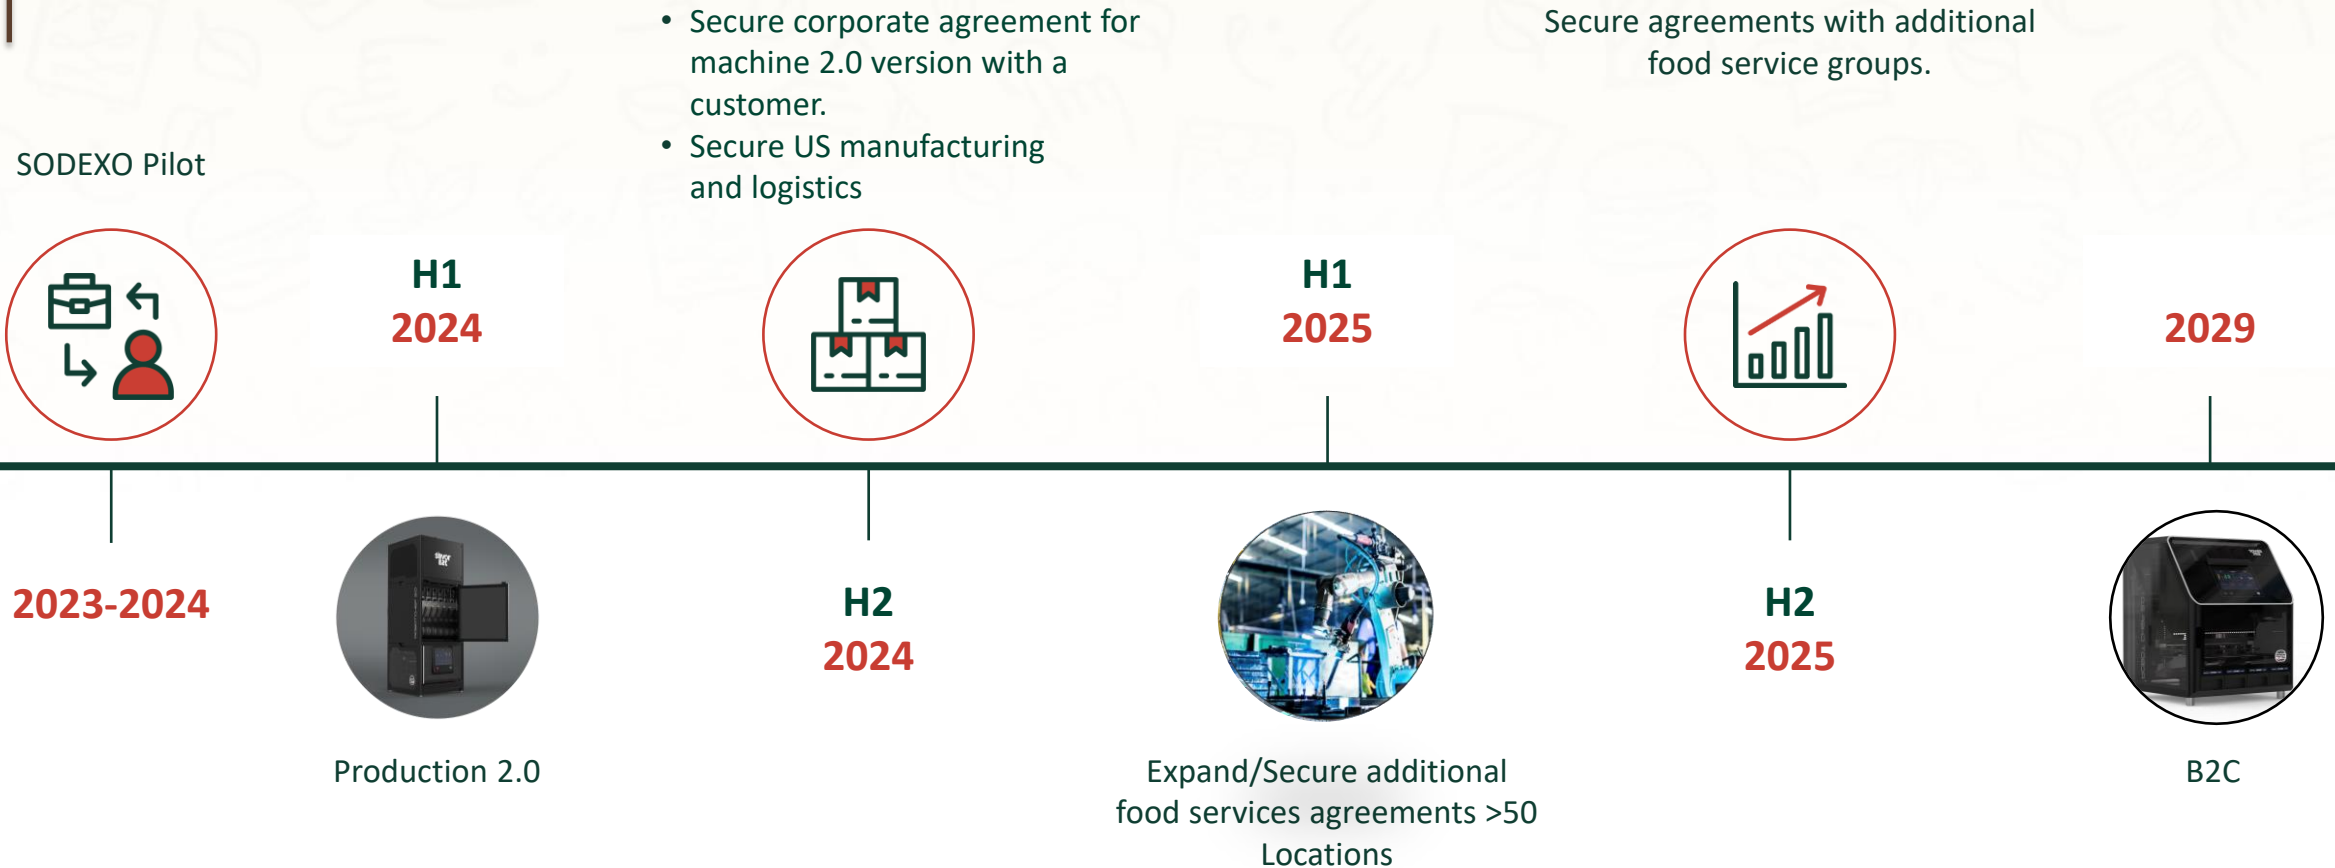 • Secure corporate agreement for
machine 2.0 version with a
customer.
• Secure US manufacturing
and logistics
Secure agreements with additional
food service groups.
SODEXO Pilot
H1
2024
H1
2025
2029
2023-2024
H2
2024
H2
2025
Production 2.0
Expand/Secure additional
food services agreements >50
Locations
B2C